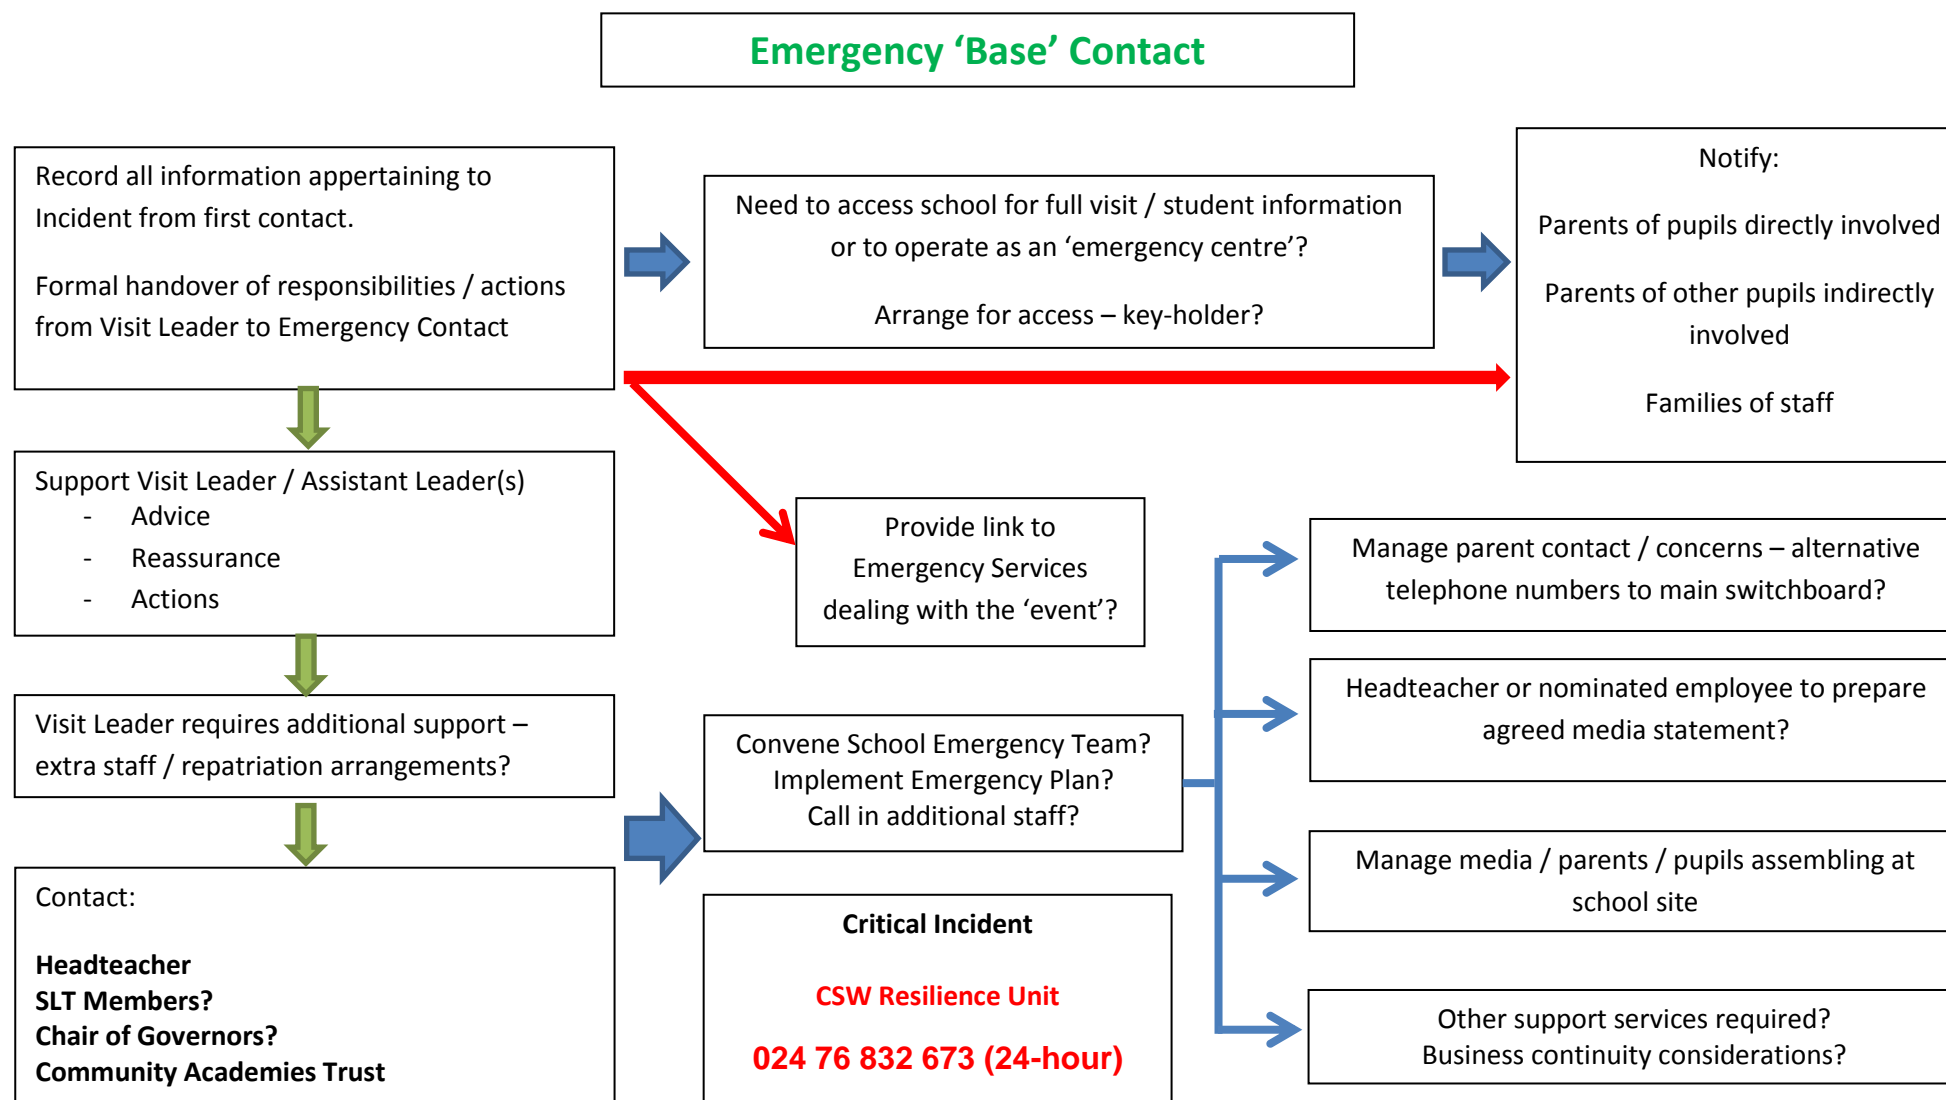 Emergency ‘Base’ Contact
Record all information appertaining to
Incident from first contact.
Formal handover of responsibilities / actions
from Visit Leader to Emergency Contact
Need to access school for full visit / student information
or to operate as an ‘emergency centre’?
Arrange for access – key-holder?
Notify:
Parents of pupils directly involved
Parents of other pupils indirectly
involved
Families of staff
Support Visit Leader / Assistant Leader(s)
- Advice
- Reassurance
- Actions
Provide link to
Emergency Services
dealing with the ‘event’?
Visit Leader requires additional support –
extra staff / repatriation arrangements?
Convene School Emergency Team?
Implement Emergency Plan?
Call in additional staff?
Manage parent contact / concerns – alternative
telephone numbers to main switchboard?
Headteacher or nominated employee to prepare
agreed media statement?
Manage media / parents / pupils assembling at
school site
Other support services required?
Business continuity considerations?
Contact:
Headteacher
SLT Members?
Chair of Governors?
Community Academies Trust
Critical Incident
CSW Resilience Unit
024 76 832 673 (24-hour)